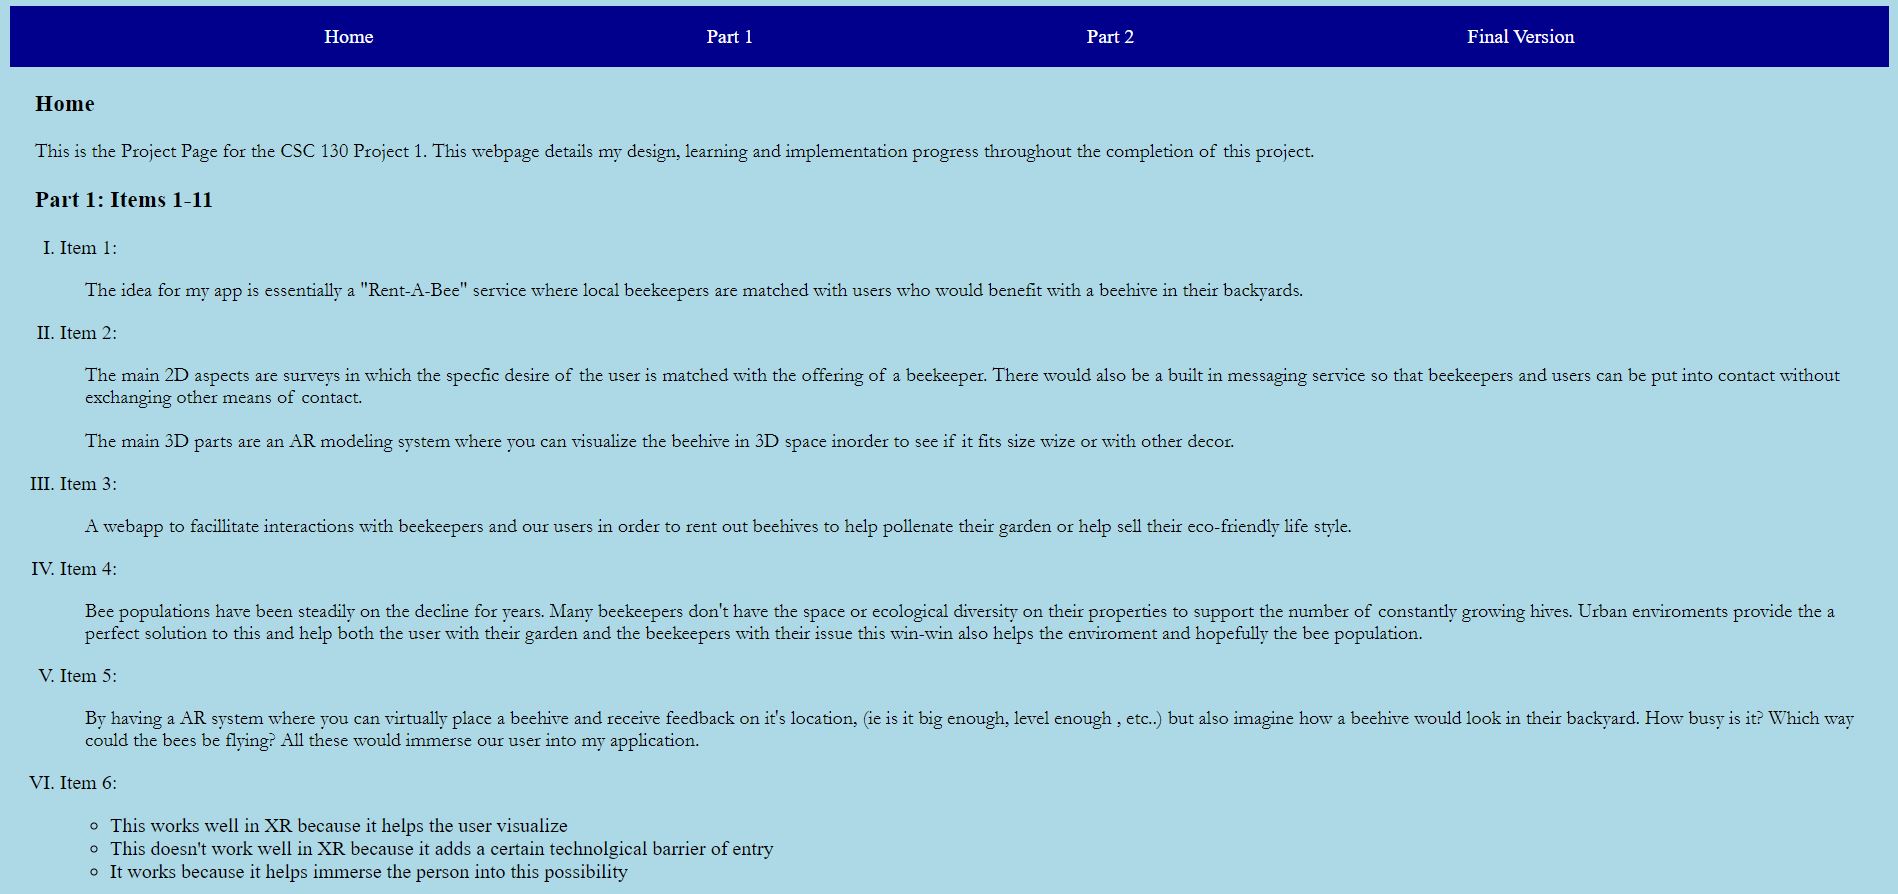 Home Part 1 Part 2 Final Version
Home
This is the Project Page for the CSC 130 Project 1. This webpage details my design, learning and implementation progress throughout the completion of this project.
Part 1: Items 1-11
I. Item 1:
The idea for my app is essentially a "Rent-A-Bee" service where local beekeepers are matched with users who would benefit with a beehive in their backyards.
II. Item 2:
The main 2D aspects are surveys in which the specfic desire of the user is matched with the offering of a beekeeper. There would also be a built in messaging service so that beekeepers and users can be put into contact without
exchanging other means of contact.
The main 3D parts are an AR modeling system where you can visualize the beehive in 3D space inorder to see if it fits size wize or with other decor.
III. Item 3:
A webapp to facillitate interactions with beekeepers and our users in order to rent out beehives to help pollenate their garden or help sell their eco-friendly life style.
IV. Item 4:
Bee populations have been steadily on the decline for years. Many beekeepers don't have the space or ecological diversity on their properties to support the number of constantly growing hives. Urban enviroments provide the a
perfect solution to this and help both the user with their garden and the beekeepers with their issue this win-win also helps the enviroment and hopefully the bee population.
V. Item 5:
By having a AR system where you can virtually place a beehive and receive feedback on it's location, (ie is it big enough, level enough , etc..) but also imagine how a beehive would look in their backyard. How busy is it? Which way
could the bees be flying? All these would immerse our user into my application.
VI. Item 6:
○ This works well in XR because it helps the user visualize
○ This doesn't work well in XR because it adds a certain technolgical barrier of entry
○ It works because it helps immerse the person into this possibility